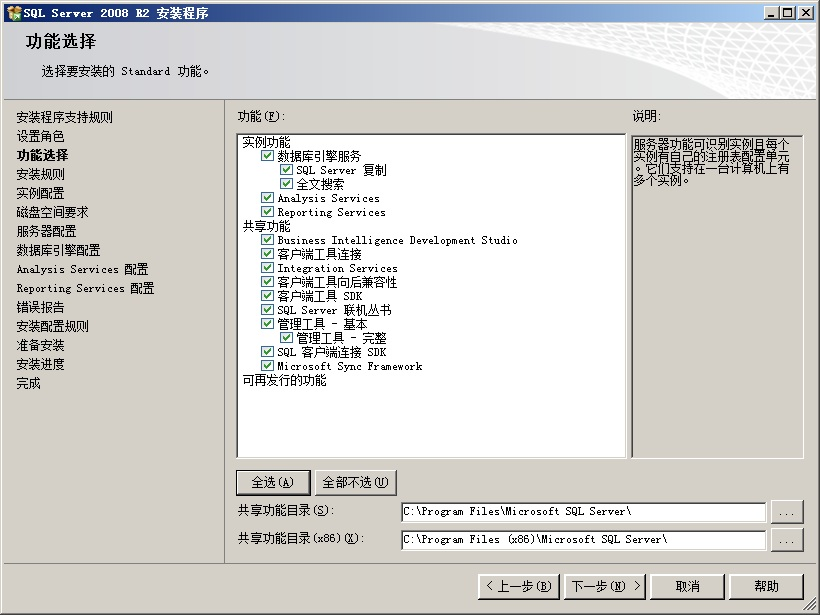 SQL Server 2008 R2 安装程序
功能选择
选择要安装的 Standard 功能。
安装程序支持规则
设置角色
功能选择
安装规则
实例配置
磁盘空间要求
服务器配置
数据库引擎配置
Analysis Services 配置
Reporting Services 配置
错误报告
安装配置规则
准备安装
安装进度
完成
功能(F):
实例功能
数据库引擎服务
SQL Server 复制
全文搜索
Analysis Services
Reporting Services
共享功能
Business Intelligence Development Studio
客户端工具连接
Integration Services
客户端工具向后兼容性
客户端工具 SDK
SQL Server 联机丛书
管理工具 - 基本
管理工具 - 完整
SQL 客户端连接 SDK
Microsoft Sync Framework
可再发行的功能
说明:
服务器功能可识别实例且每个
实例有自己的注册表配置单元
。它们支持在一台计算机上有
多个实例。
全选(A)
全部不选(U)
共享功能目录(S):
C:\Program Files\Microsoft SQL Server\
...
共享功能目录(x86)(X):
C:\Program Files (x86)\Microsoft SQL Server\
...
< 上一步(B)
下一步(N) >
取消
帮助